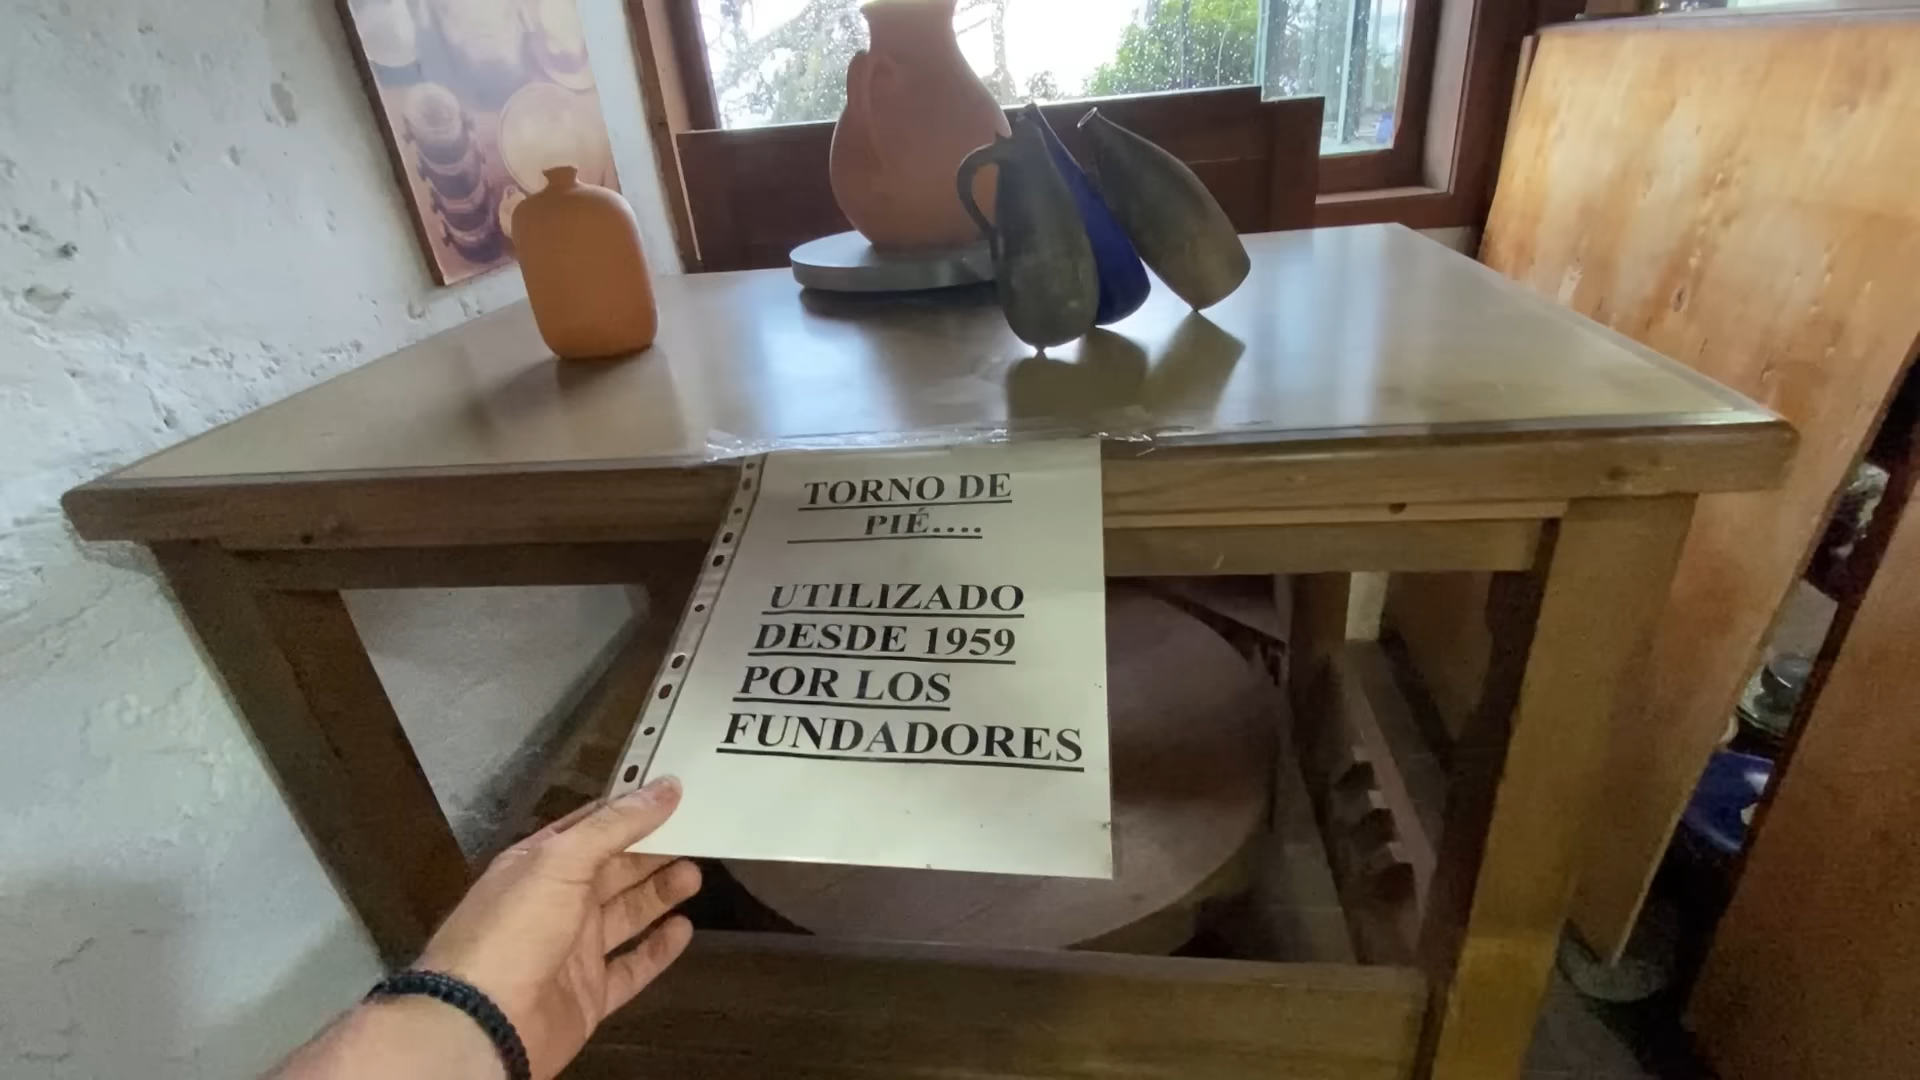 TORNO DE
PIÉ....
UTILIZADO
DESDE 1959
POR LOS
FUNDADORES